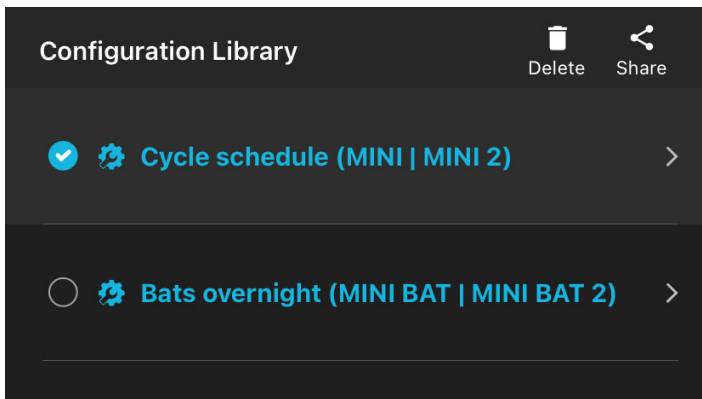 Configuration Library
Delete Share
Cycle schedule (MINI | MINI 2)
Bats overnight (MINI BAT | MINI BAT 2)